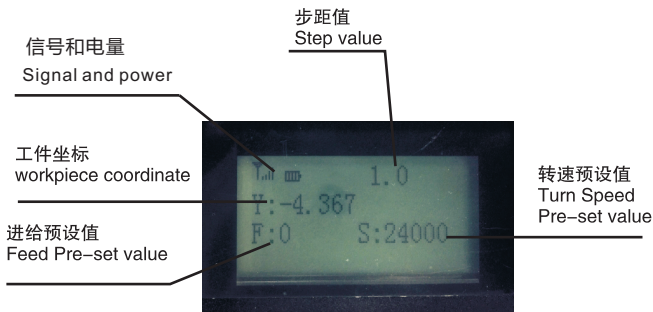 步距值
Step value
信号和电量
Signal and power
工件坐标
workpiece coordinate
进给预设值
Feed Pre-set value
1.0
Y:-4.367
F:0 S:24000
转速预设值
Turn Speed
Pre-set value